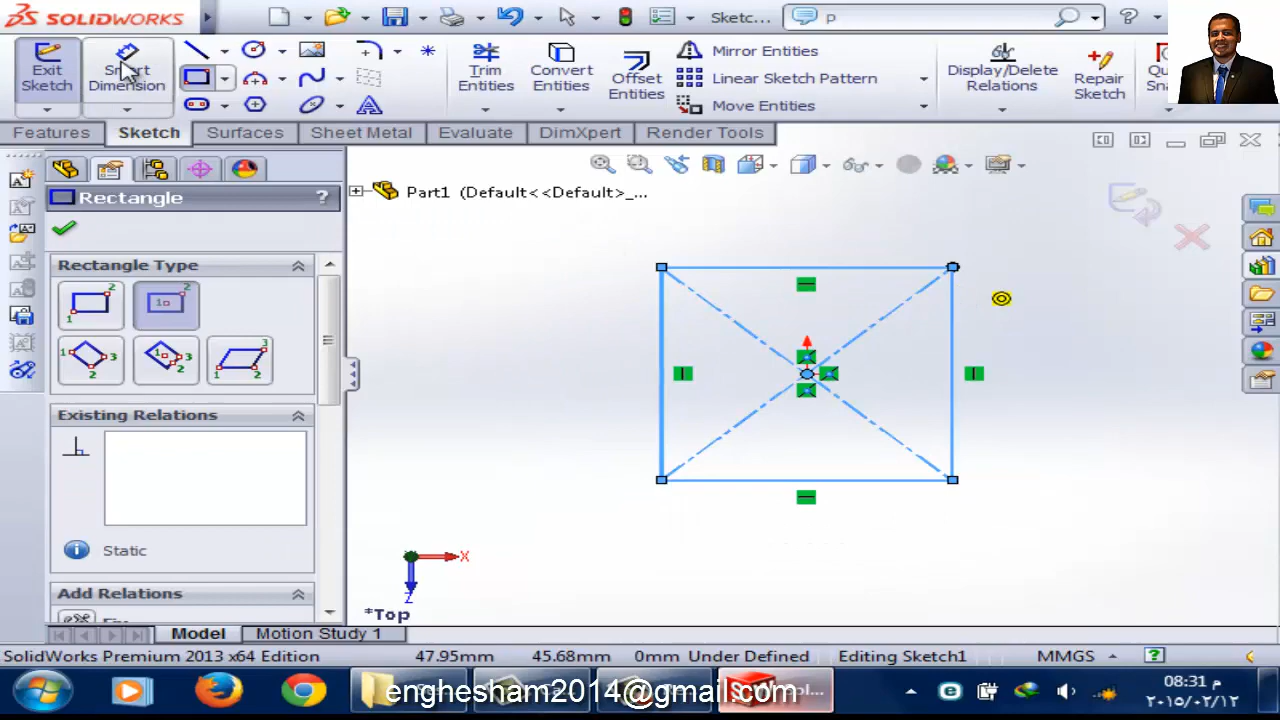 SOLIDWORKS
Sketc...
p
Exit Sketch
Smart Dimension
Trim Entities
Convert Entities
Offset Entities
Mirror Entities
Linear Sketch Pattern
Move Entities
Display/Delete Relations
Repair Sketch
Features
Sketch
Surfaces
Sheet Metal
Evaluate
DimXpert
Render Tools
Rectangle
?
Part1 (Default<<Default>_...
Rectangle Type
Existing Relations
Static
Add Relations
X
Z
*Top
Model
Motion Study 1
SolidWorks Premium 2013 x64 Edition
47.95mm
45.68mm
0mm
Under Defined
Editing Sketch1
MMGS
enghesham2014@gmail.com
08:31 م
٢٠١٥/٠٢/١٢